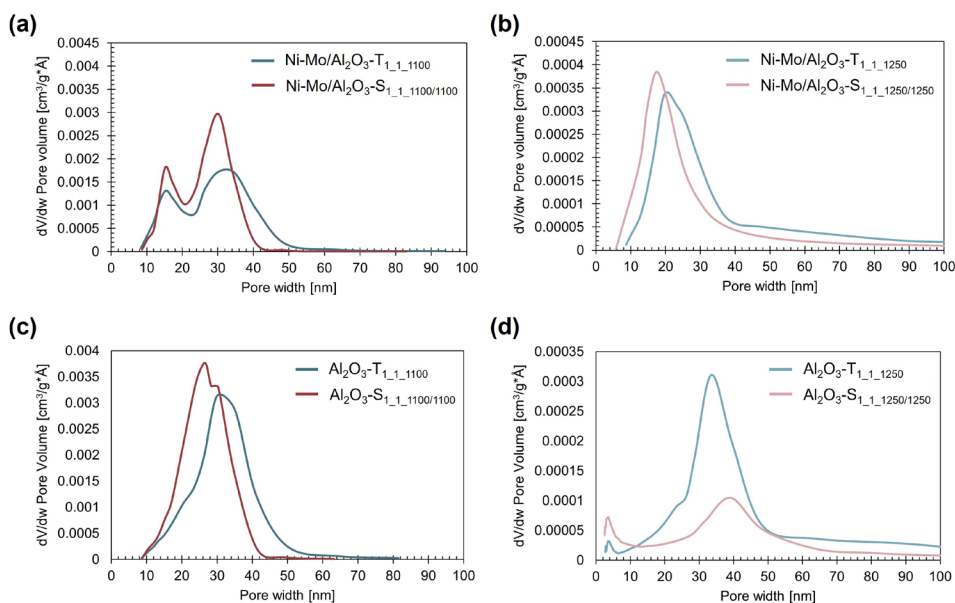 (a)
dV/dw Pore volume [cm³/g*Å]
0.0045
0.004
0.0035
0.003
0.0025
0.002
0.0015
0.001
0.0005
0
Ni-Mo/Al₂O₃-T₁_₁_₁₁₀₀
Ni-Mo/Al₂O₃-S₁_₁_₁₁₀₀/₁₁₀₀
0 10 20 30 40 50 60 70 80 90 100
Pore width [nm]
(b)
dV/dw Pore volume [cm³/g*Å]
0.00045
0.0004
0.00035
0.0003
0.00025
0.0002
0.00015
0.0001
0.00005
0
Ni-Mo/Al₂O₃-T₁_₁_₁₂₅₀
Ni-Mo/Al₂O₃-S₁_₁_₁₂₅₀/₁₂₅₀
0 10 20 30 40 50 60 70 80 90 100
Pore width [nm]
(c)
dV/dw Pore Volume [cm³/g*Å]
0.004
0.0035
0.003
0.0025
0.002
0.0015
0.001
0.0005
0
Al₂O₃-T₁_₁_₁₁₀₀
Al₂O₃-S₁_₁_₁₁₀₀/₁₁₀₀
0 10 20 30 40 50 60 70 80 90 100
Pore width [nm]
(d)
dV/dw Pore Volume [cm³/g*Å]
0.00035
0.0003
0.00025
0.0002
0.00015
0.0001
0.00005
0
Al₂O₃-T₁_₁_₁₂₅₀
Al₂O₃-S₁_₁_₁₂₅₀/₁₂₅₀
0 10 20 30 40 50 60 70 80 90 100
Pore width [nm]